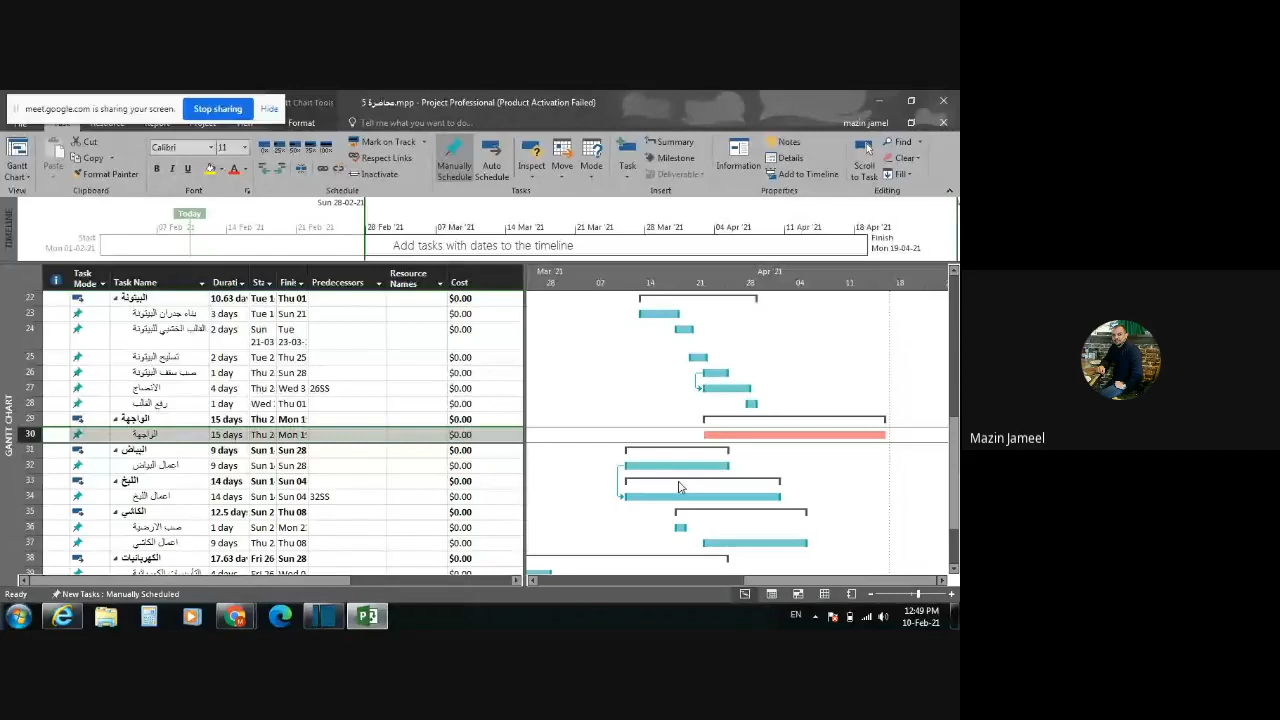 meet.google.com is sharing your screen.
Stop sharing
Hide
محاضرة 5.mpp - Project Professional (Product Activation Failed)
Format
Tell me what you want to do...
mazin jamel
Gantt Chart
View
Paste
Cut
Copy
Format Painter
Clipboard
Calibri 11
B I U
Font
Mark on Track
Respect Links
Inactivate
Schedule
Manually Schedule
Auto Schedule
Inspect
Move
Mode
Tasks
Task
Summary
Milestone
Insert
Information
Notes
Details
Add to Timeline
Properties
Scroll to Task
Find
Clear
Fill
Editing
TIMELINE
Sun 28-02-21
Today
07 Feb '21
14 Feb '21
21 Feb '21
28 Feb '21
07 Mar '21
14 Mar '21
21 Mar '21
28 Mar '21
04 Apr '21
11 Apr '21
18 Apr '21
Start
Mon 01-02-21
Add tasks with dates to the timeline
Finish
Mon 19-04-21
GANTT CHART
Task Mode
Task Name
Durati
Sta
Finis
Predecessors
Resource Names
Cost
Mar '21
Apr '21
28 07 14 21 28 04 11 18
22 البيتونة 10.63 day Tue 1 Thu 01 $0.00
23 بناء جدران البيتونة 3 days Tue 1 Sun 21 $0.00
24 القالب الخشبي للبيتونة 2 days Sun 21-03- Tue 23-03- $0.00
25 تسليح البيتونة 2 days Tue 2 Thu 25 $0.00
26 صب سقف البيتونة 1 day Thu 2 Sun 28 $0.00
27 الانضاج 4 days Thu 2 Wed 3 26SS $0.00
28 رفع القالب 1 day Wed Thu 01 $0.00
29 الواجهة 15 days Thu 2 Mon 1 $0.00
30 الواجهة 15 days Thu 2 Mon 1 $0.00
31 البياض 9 days Sun 1 Sun 28 $0.00
32 اعمال البياض 9 days Sun 1 Sun 28 $0.00
33 اللبخ 14 days Sun 1 Sun 04 $0.00
34 اعمال اللبخ 14 days Sun 1 Sun 04 32SS $0.00
35 الكاشي 12.5 day Sun 2 Thu 08 $0.00
36 صب الارضية 1 day Sun 2 Mon 2 $0.00
37 اعمال الكاشي 9 days Thu 2 Thu 08 $0.00
38 الكهربائيات 17.63 da Fri 26 Sun 28 $0.00
Ready
New Tasks : Manually Scheduled
EN
12:49 PM
10-Feb-21
Mazin Jameel